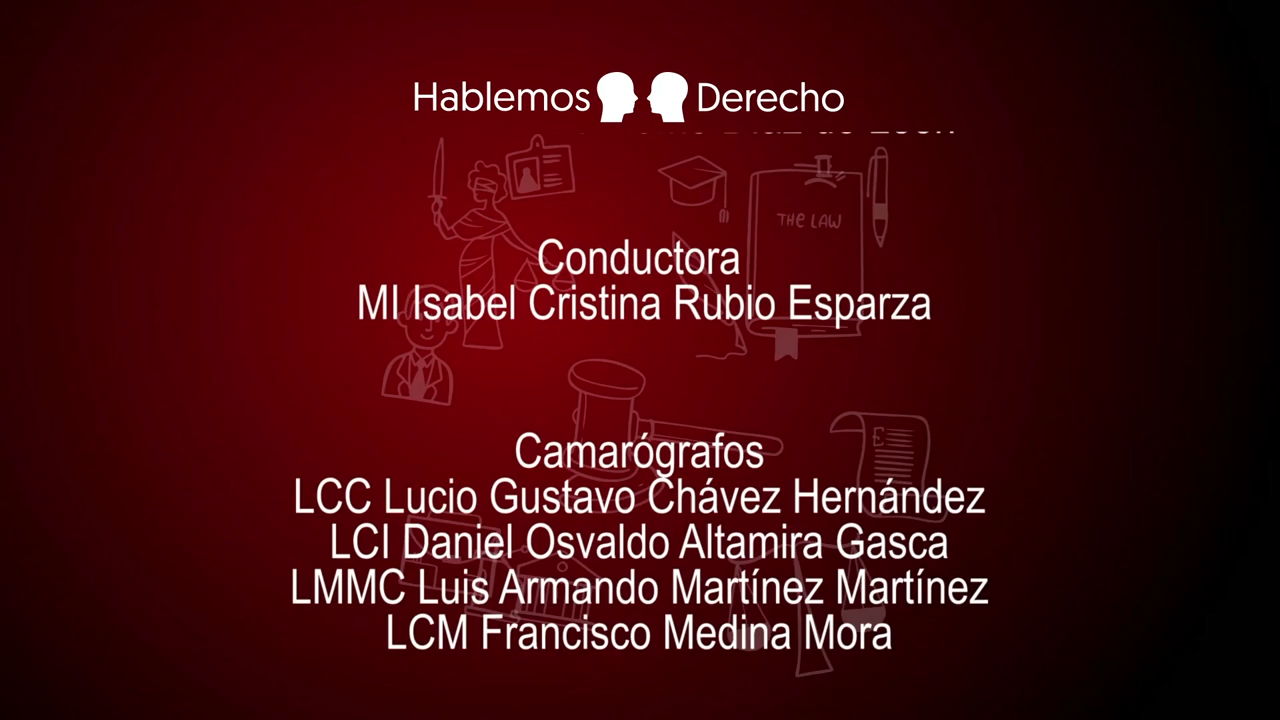 Hablemos Derecho
THE LAW
Conductora
MI Isabel Cristina Rubio Esparza
Camarógrafos
LCC Lucio Gustavo Chávez Hernández
LCI Daniel Osvaldo Altamira Gasca
LMMC Luis Armando Martínez Martínez
LCM Francisco Medina Mora